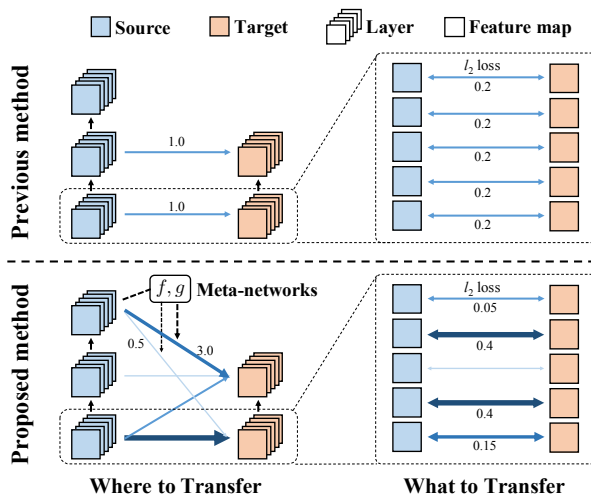 Source Target Layer Feature map
Previous method
1.0
1.0
l₂ loss
0.2
0.2
0.2
0.2
0.2
Proposed method
f, g Meta-networks
0.5
3.0
l₂ loss
0.05
0.4
0.4
0.15
Where to Transfer What to Transfer